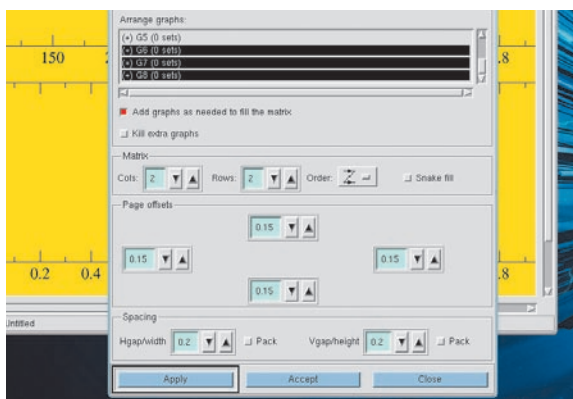 Arrange graphs:
(+) G5 (0 sets)
(+) G6 (0 sets)
(+) G7 (0 sets)
(+) G8 (0 sets)
150
.8
Add graphs as needed to fill the matrix
Kill extra graphs
Matrix
Cols: 2 Rows: 2 Order: Snake fill
Page offsets
0.15
0.15 0.15
0.15
0.2 0.4
.8
Untitled
Spacing
Hgap/width 0.2 Pack Vgap/height 0.2 Pack
Apply Accept Close